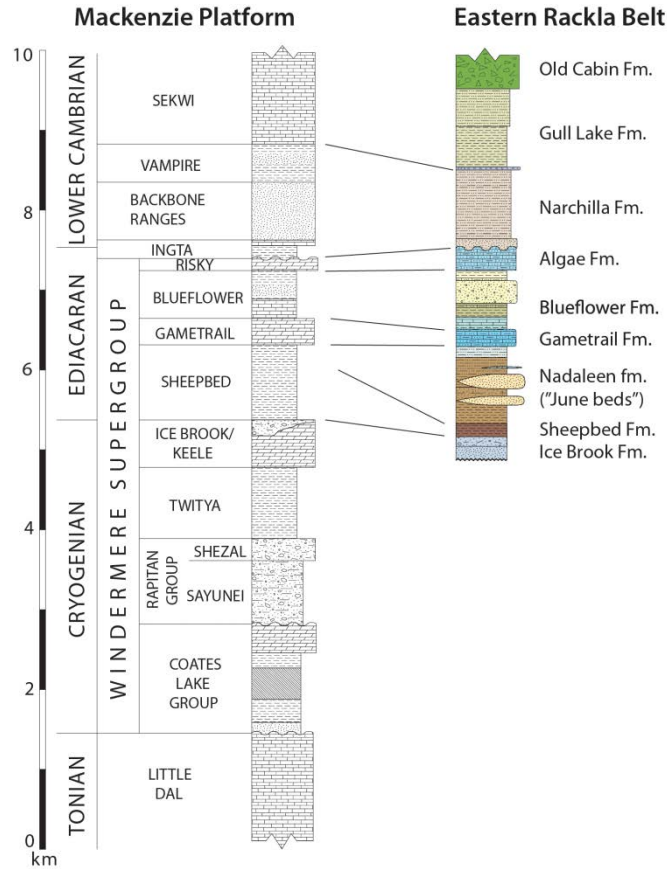 Mackenzie Platform
Eastern Rackla Belt
10
8
6
4
2
0
km
LOWER CAMBRIAN
EDIACARAN
CRYOGENIAN
TONIAN
WINDERMERE SUPERGROUP
SEKWI
VAMPIRE
BACKBONE
RANGES
INGTA
RISKY
BLUEFLOWER
GAMETRAIL
SHEEPBED
ICE BROOK/
KEELE
TWITYA
RAPITAN
GROUP
SHEZAL
SAYUNEI
COATES
LAKE
GROUP
LITTLE
DAL
Old Cabin Fm.
Gull Lake Fm.
Narchilla Fm.
Algae Fm.
Blueflower Fm.
Gametrail Fm.
Nadaleen fm.
("June beds")
Sheepbed Fm.
Ice Brook Fm.